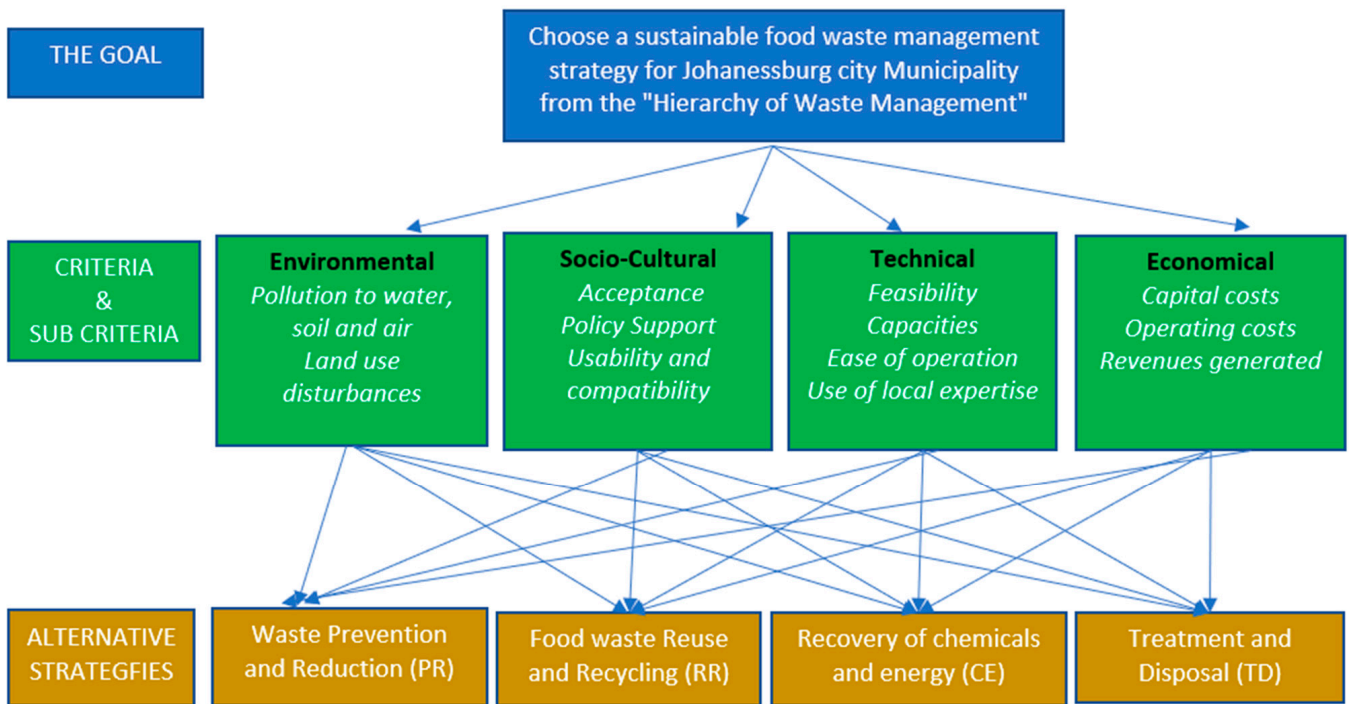 THE GOAL
Choose a sustainable food waste management
strategy for Johanessburg city Municipality
from the "Hierarchy of Waste Management"
CRITERIA
&
SUB CRITERIA
Environmental
Pollution to water,
soil and air
Land use
disturbances
Socio-Cultural
Acceptance
Policy Support
Usability and
compatibility
Technical
Feasibility
Capacities
Ease of operation
Use of local expertise
Economical
Capital costs
Operating costs
Revenues generated
ALTERNATIVE
STRATEGFIES
Waste Prevention
and Reduction (PR)
Food waste Reuse
and Recycling (RR)
Recovery of chemicals
and energy (CE)
Treatment and
Disposal (TD)